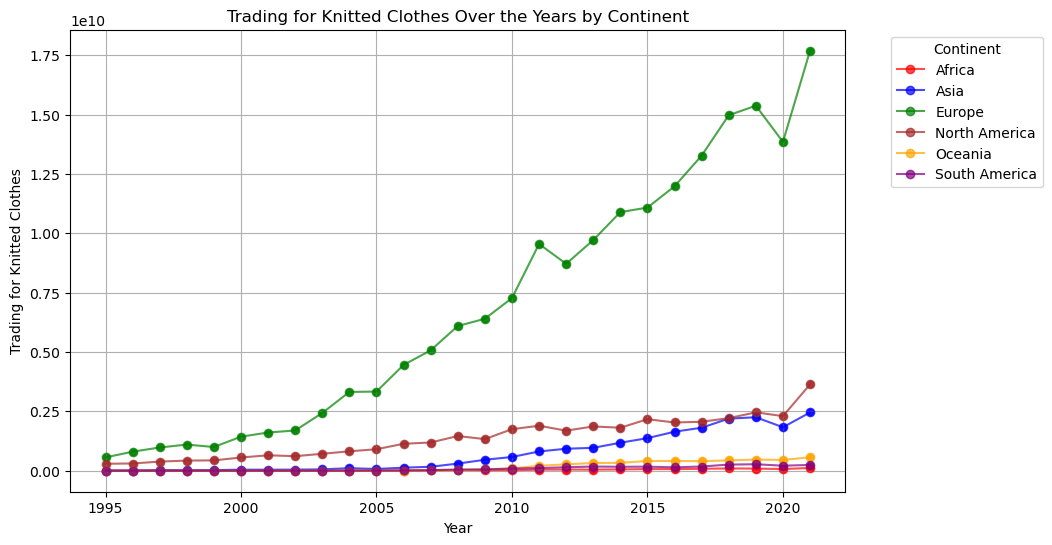 Trading for Knitted Clothes Over the Years by Continent
1e10
1.75
1.50
1.25
1.00
0.75
0.50
0.25
0.00
Trading for Knitted Clothes
1995
2000
2005
2010
2015
2020
Year
Continent
Africa
Asia
Europe
North America
Oceania
South America